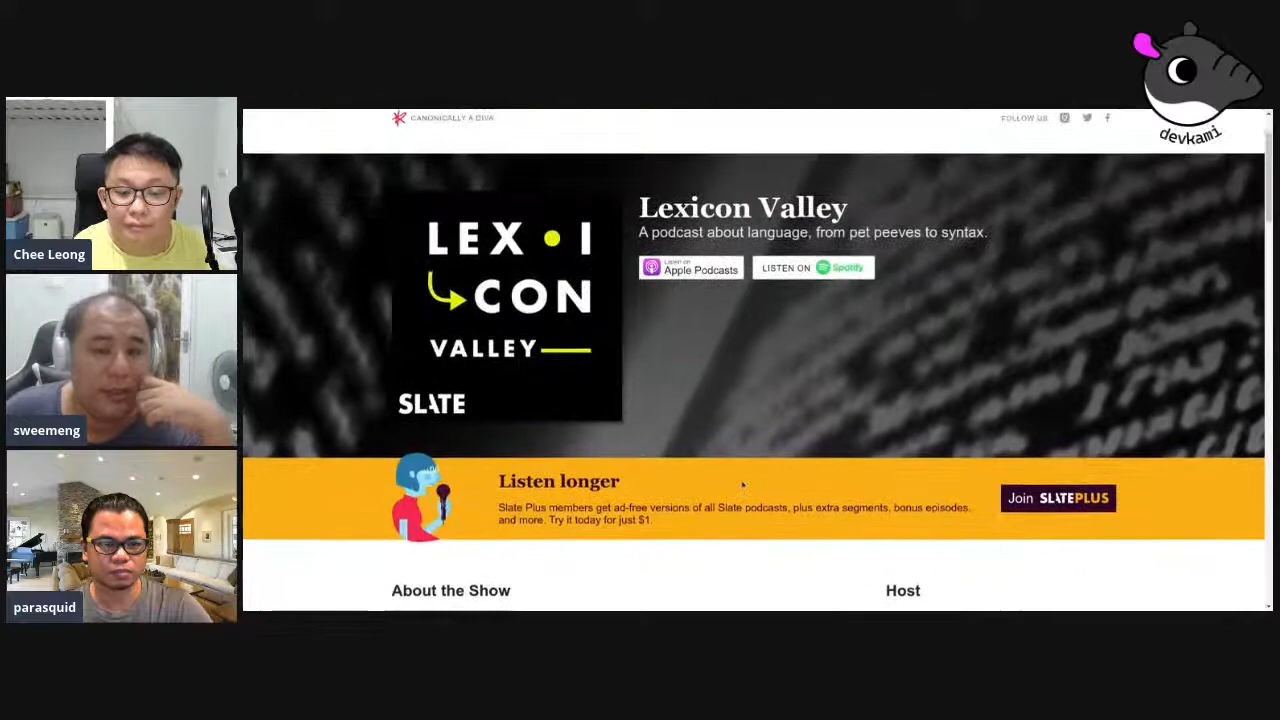 devkami
CANONICALLY A DIVA
FOLLOW US
Chee Leong
sweemeng
parasquid
LEX•I
CON
VALLEY
SLATE
Lexicon Valley
A podcast about language, from pet peeves to syntax.
Listen on
Apple Podcasts
LISTEN ON Spotify
Listen longer
Slate Plus members get ad-free versions of all Slate podcasts, plus extra segments, bonus episodes,
and more. Try it today for just $1.
Join SLATEPLUS
About the Show
Host